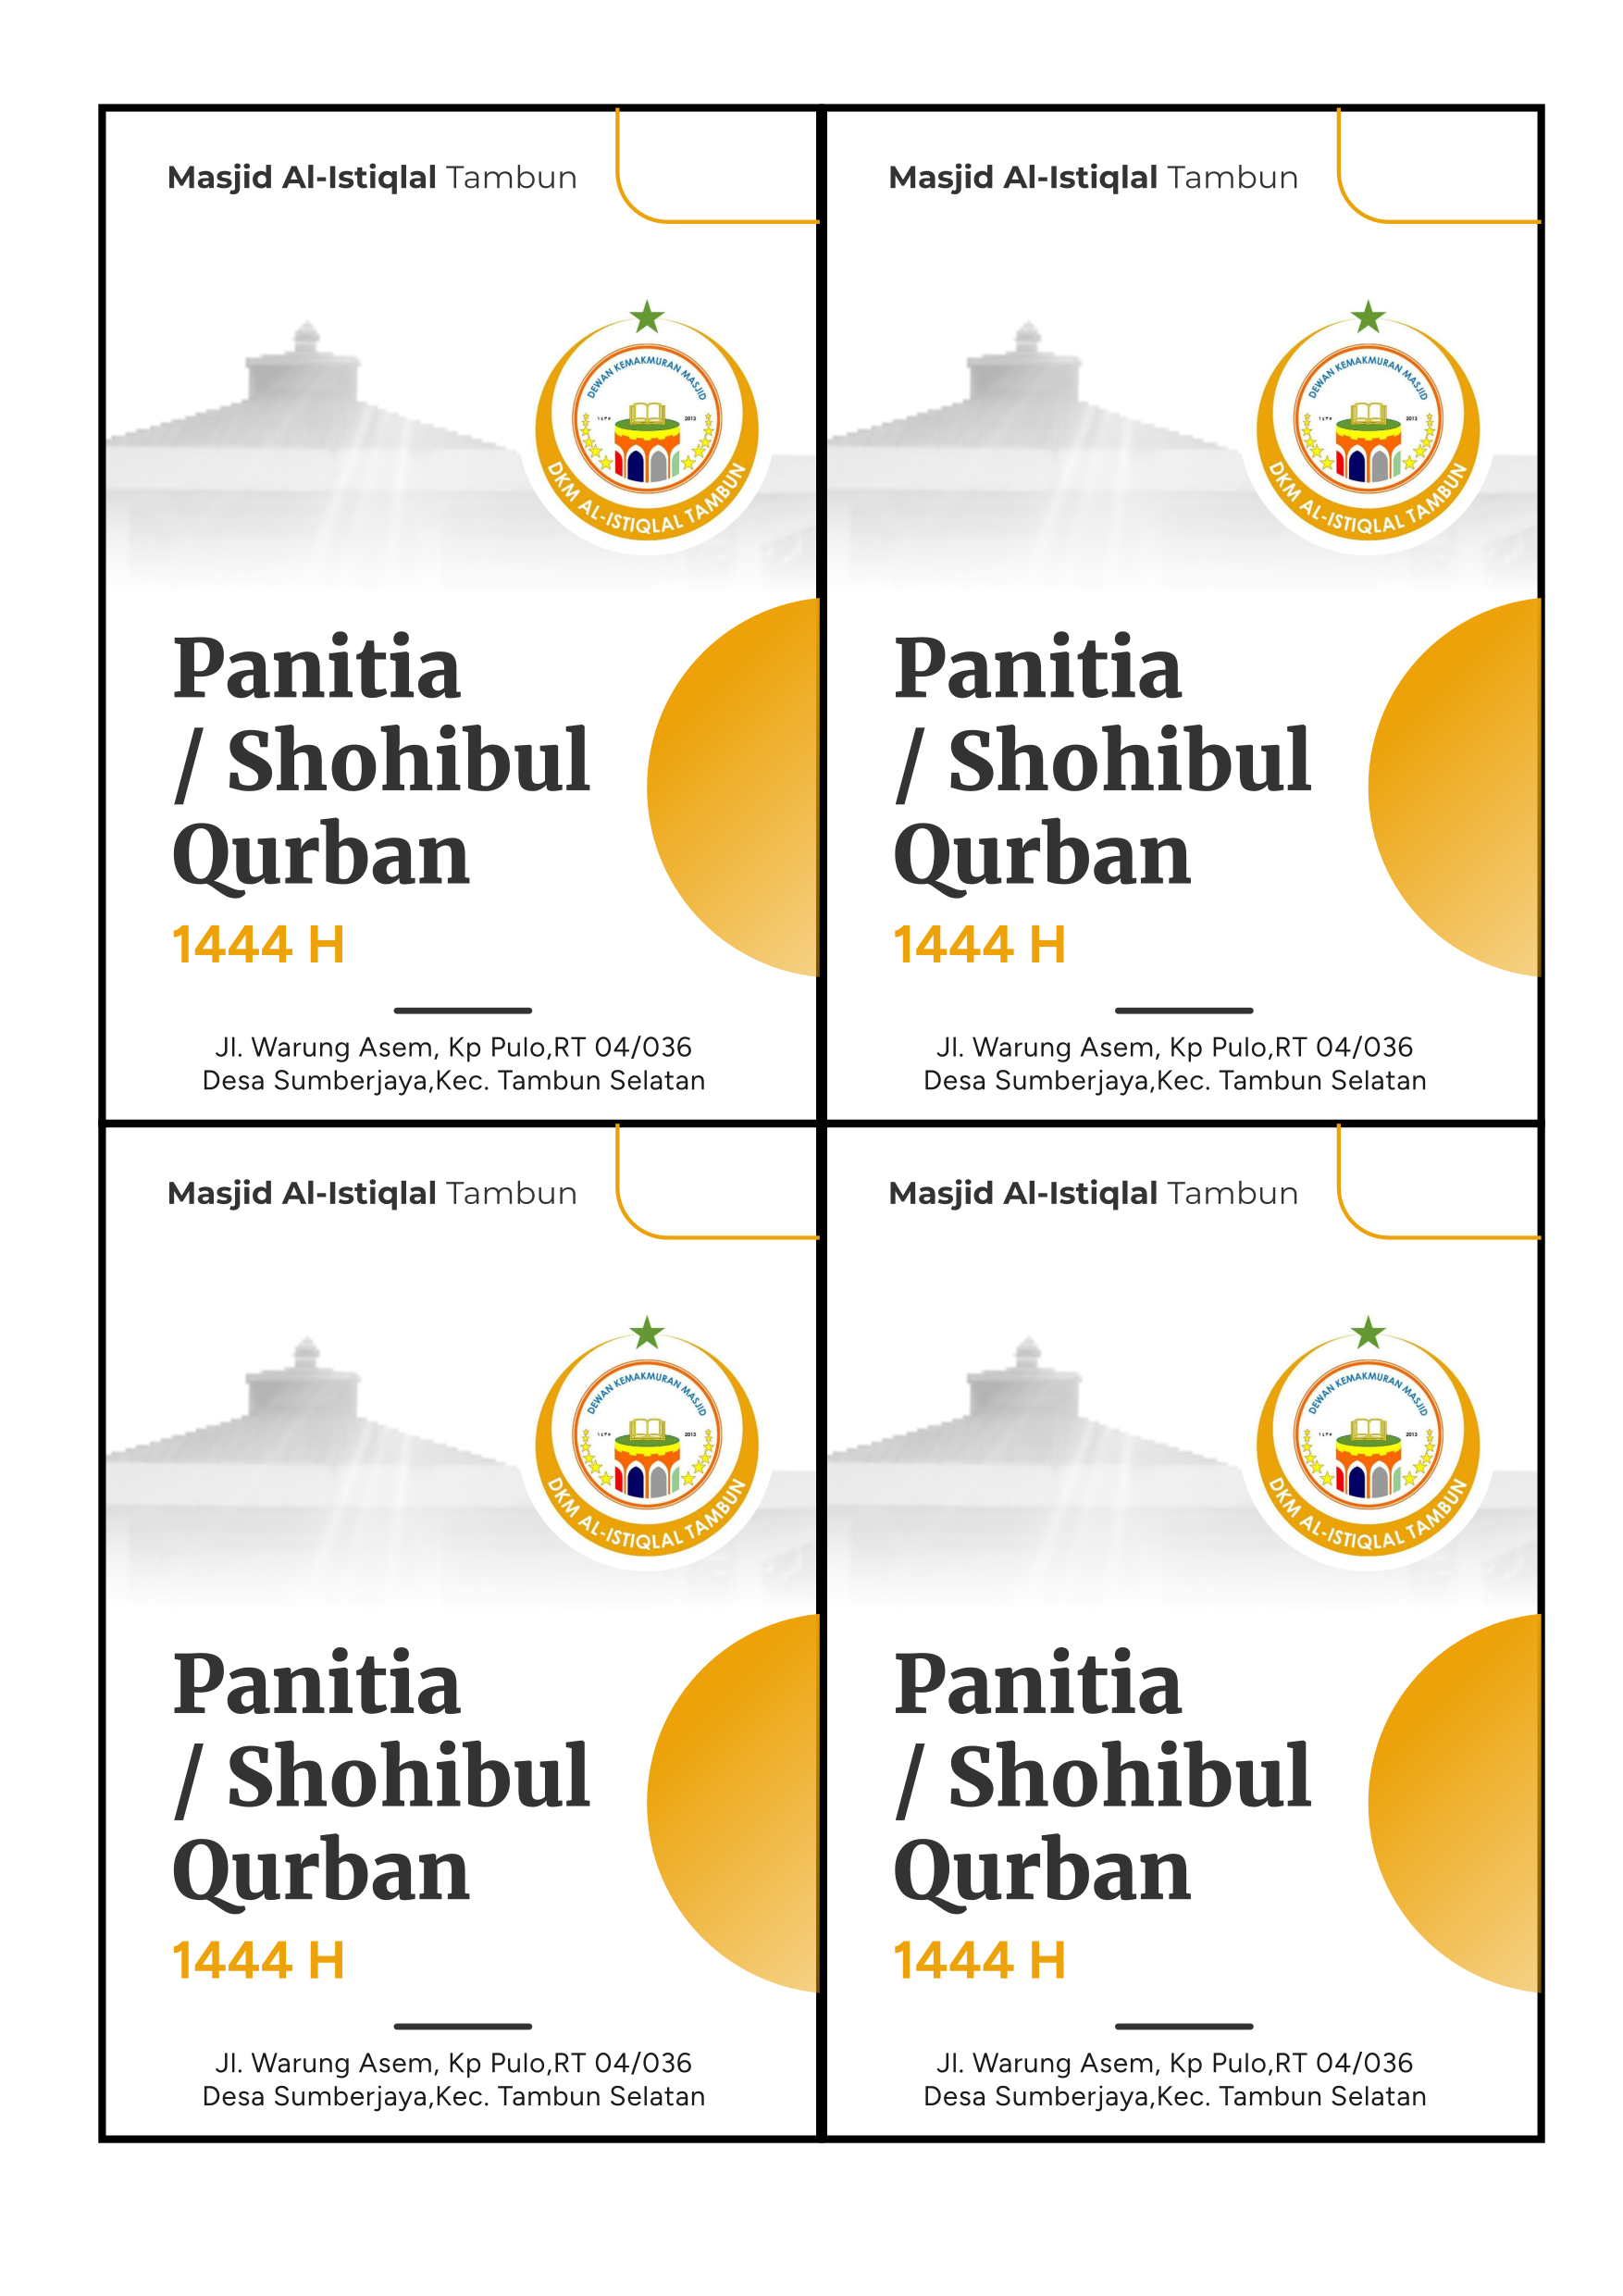 Masjid Al-Istiqlal Tambun
DEWAN KEMAKMURAN MASJID
١٤٣٥ 2013
DKM AL-ISTIQLAL TAMBUN
Panitia
/ Shohibul
Qurban
1444 H
Jl. Warung Asem, Kp Pulo,RT 04/036
Desa Sumberjaya,Kec. Tambun Selatan
Masjid Al-Istiqlal Tambun
DEWAN KEMAKMURAN MASJID
١٤٣٥ 2013
DKM AL-ISTIQLAL TAMBUN
Panitia
/ Shohibul
Qurban
1444 H
Jl. Warung Asem, Kp Pulo,RT 04/036
Desa Sumberjaya,Kec. Tambun Selatan
Masjid Al-Istiqlal Tambun
DEWAN KEMAKMURAN MASJID
١٤٣٥ 2013
DKM AL-ISTIQLAL TAMBUN
Panitia
/ Shohibul
Qurban
1444 H
Jl. Warung Asem, Kp Pulo,RT 04/036
Desa Sumberjaya,Kec. Tambun Selatan
Masjid Al-Istiqlal Tambun
DEWAN KEMAKMURAN MASJID
١٤٣٥ 2013
DKM AL-ISTIQLAL TAMBUN
Panitia
/ Shohibul
Qurban
1444 H
Jl. Warung Asem, Kp Pulo,RT 04/036
Desa Sumberjaya,Kec. Tambun Selatan